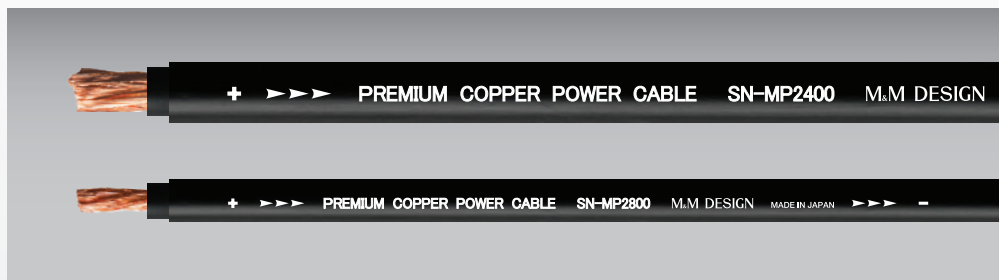 + ➤➤➤ PREMIUM COPPER POWER CABLE SN-MP2400 M&M DESIGN
+ ➤➤➤ PREMIUM COPPER POWER CABLE SN-MP2800 M&M DESIGN MADE IN JAPAN ➤➤➤ −